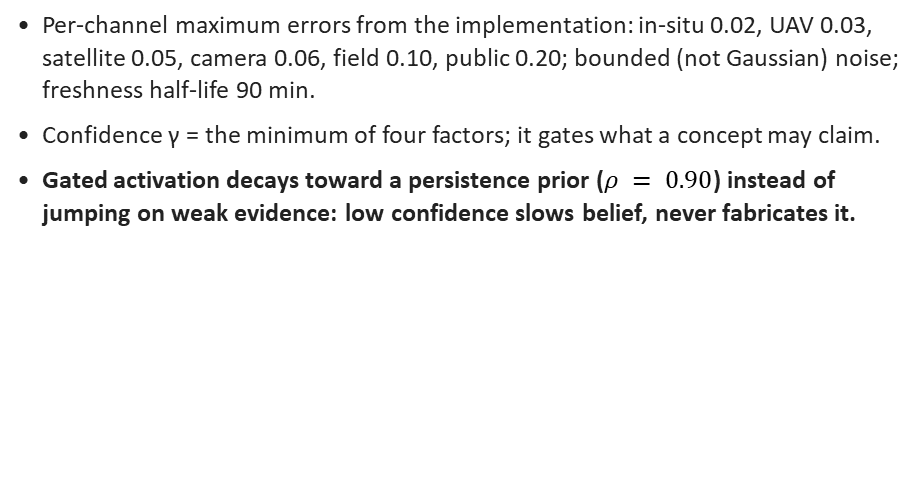 • Per-channel maximum errors from the implementation: in-situ 0.02, UAV 0.03,
satellite 0.05, camera 0.06, field 0.10, public 0.20; bounded (not Gaussian) noise;
freshness half-life 90 min.
• Confidence γ = the minimum of four factors; it gates what a concept may claim.
• Gated activation decays toward a persistence prior (ρ = 0.90) instead of
jumping on weak evidence: low confidence slows belief, never fabricates it.